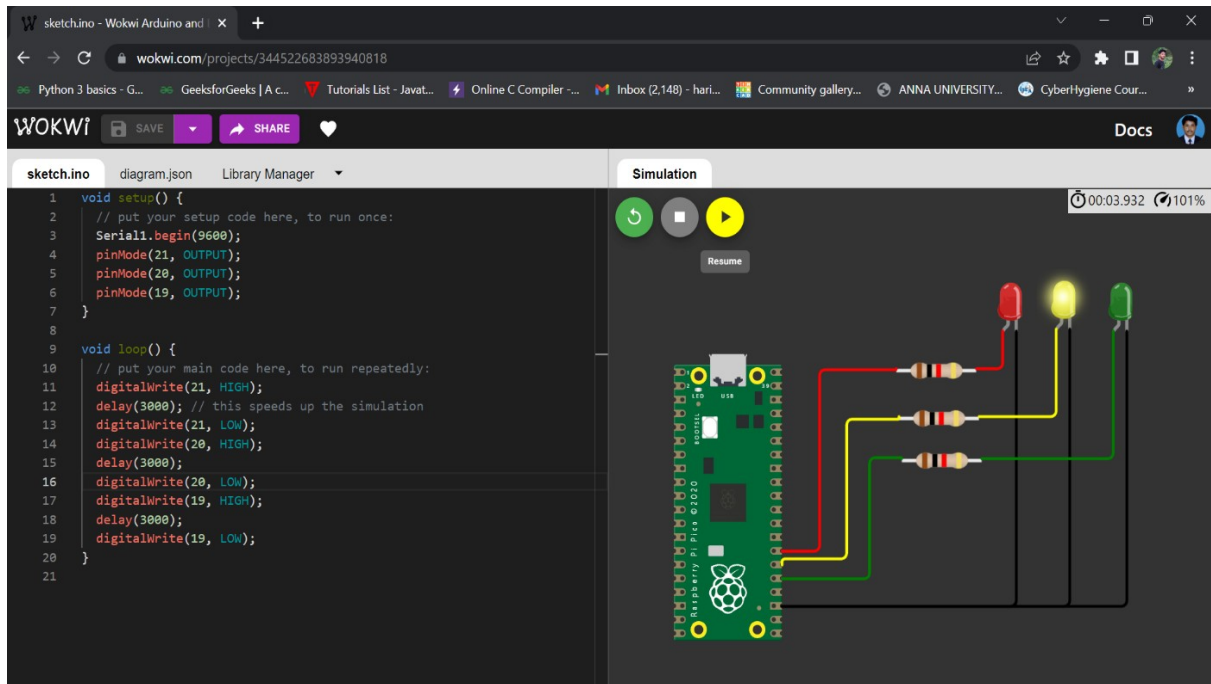 sketch.ino - Wokwi Arduino and
wokwi.com/projects/344522683893940818
Python 3 basics - G... GeeksforGeeks | A c... Tutorials List - Javat... Online C Compiler -... Inbox (2,148) - hari... Community gallery... ANNA UNIVERSITY... CyberHygiene Cour... »
WOKWi SAVE SHARE Docs
sketch.ino diagram.json Library Manager
Simulation
1 void setup() {
2 // put your setup code here, to run once:
3 Serial1.begin(9600);
4 pinMode(21, OUTPUT);
5 pinMode(20, OUTPUT);
6 pinMode(19, OUTPUT);
7 }
8
9 void loop() {
10 // put your main code here, to run repeatedly:
11 digitalWrite(21, HIGH);
12 delay(3000); // this speeds up the simulation
13 digitalWrite(21, LOW);
14 digitalWrite(20, HIGH);
15 delay(3000);
16 digitalWrite(20, LOW);
17 digitalWrite(19, HIGH);
18 delay(3000);
19 digitalWrite(19, LOW);
20 }
21
00:03.932 101%
Resume
LED USB
BOOTSEL
Raspberry Pi Pica ©2020